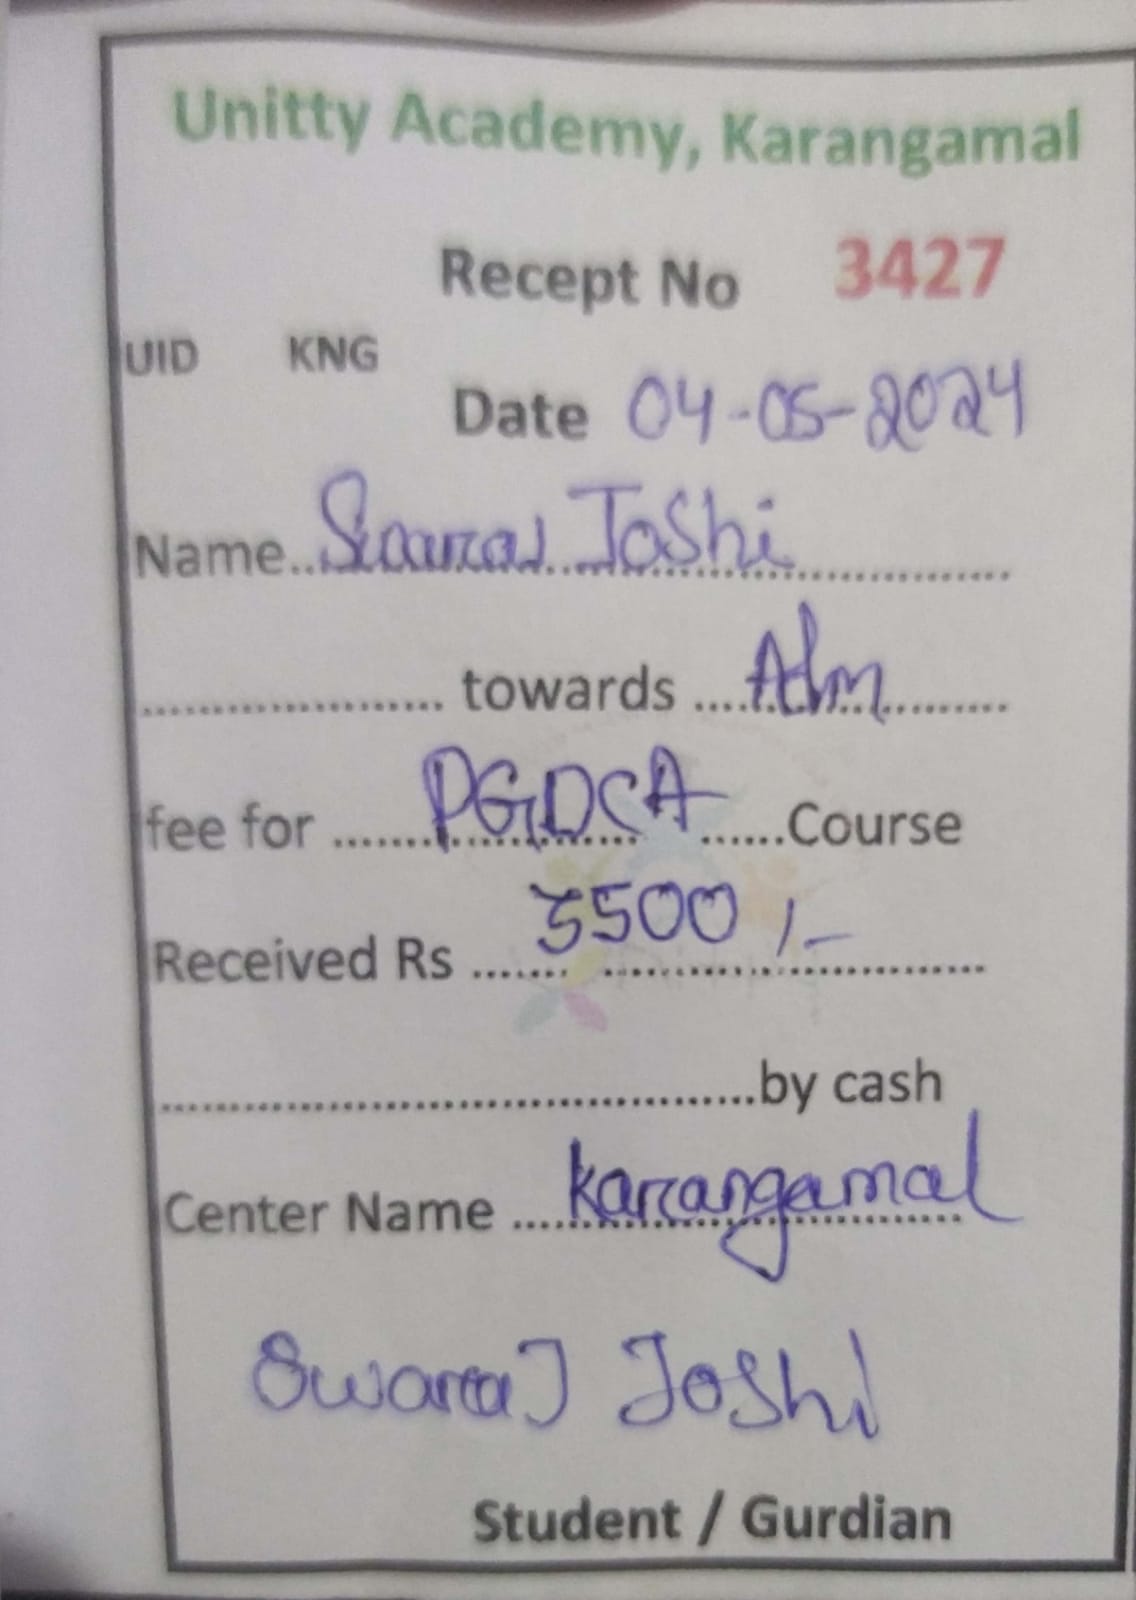 Unitty Academy, Karangamal
Recept No 3427
UID KNG
Date 04-05-2024
Name..Swaraj Joshi
towards Adm
fee for PGDCA Course
Received Rs 3500/-
by cash
Center Name Karangamal
Swaraj Joshi
Student / Gurdian